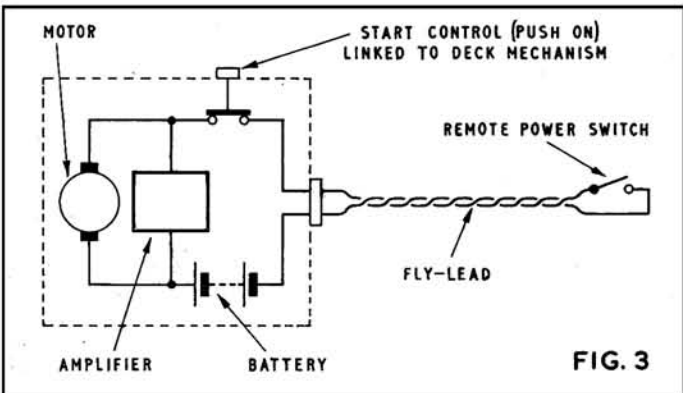 MOTOR
START CONTROL (PUSH ON)
LINKED TO DECK MECHANISM
REMOTE POWER SWITCH
FLY-LEAD
AMPLIFIER
BATTERY
FIG. 3